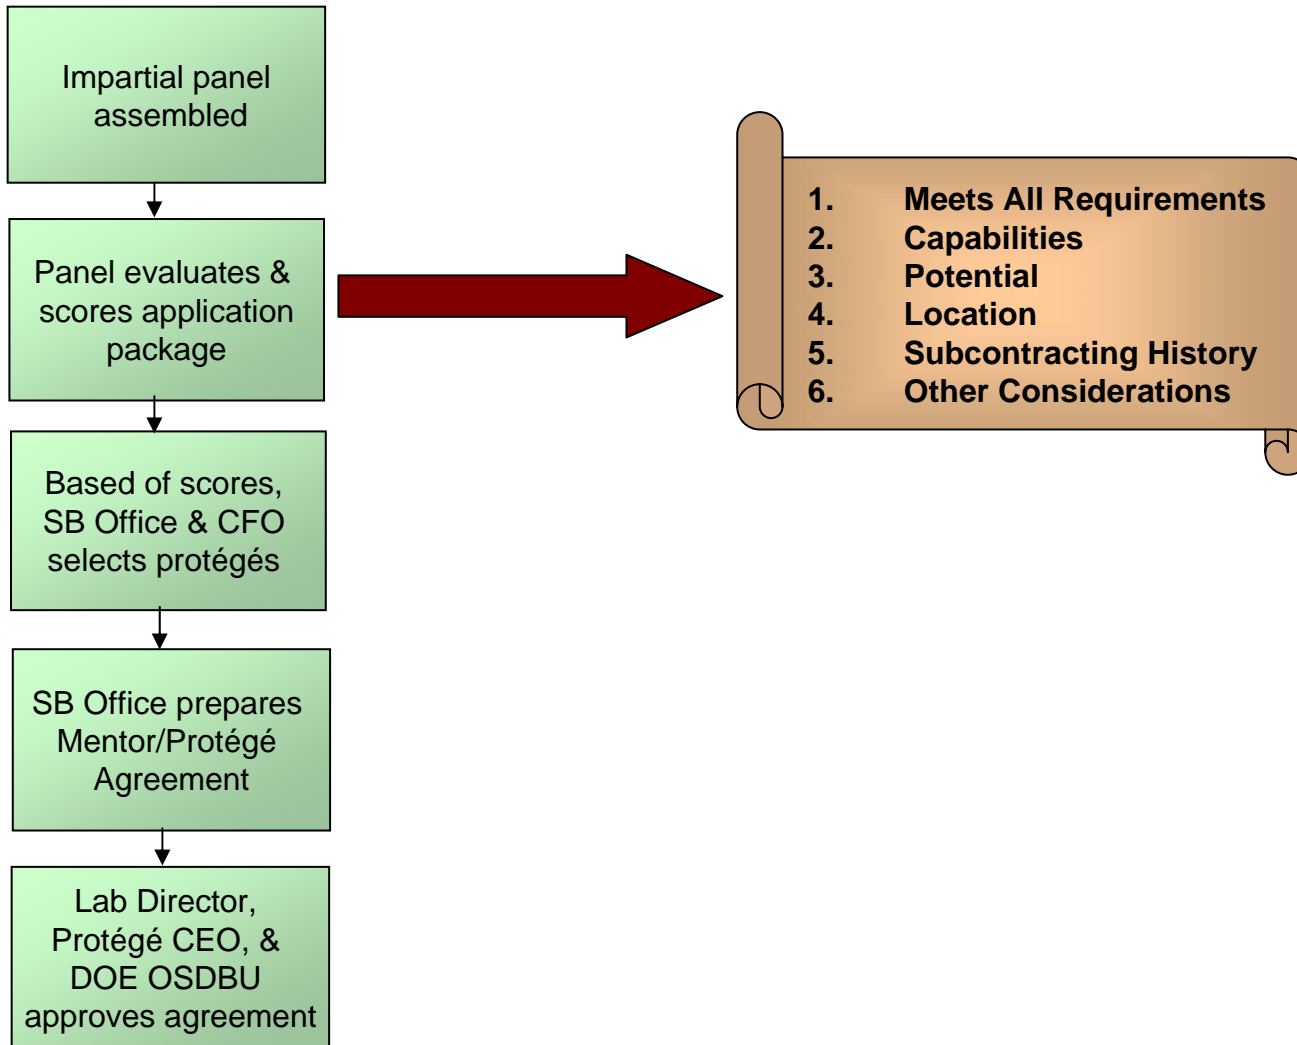 Impartial panel
assembled
Panel evaluates &
scores application
package
Based of scores,
SB Office & CFO
selects protégés
SB Office prepares
Mentor/Protégé
Agreement
Lab Director,
Protégé CEO, &
DOE OSDBU
approves agreement
1. Meets All Requirements
2. Capabilities
3. Potential
4. Location
5. Subcontracting History
6. Other Considerations